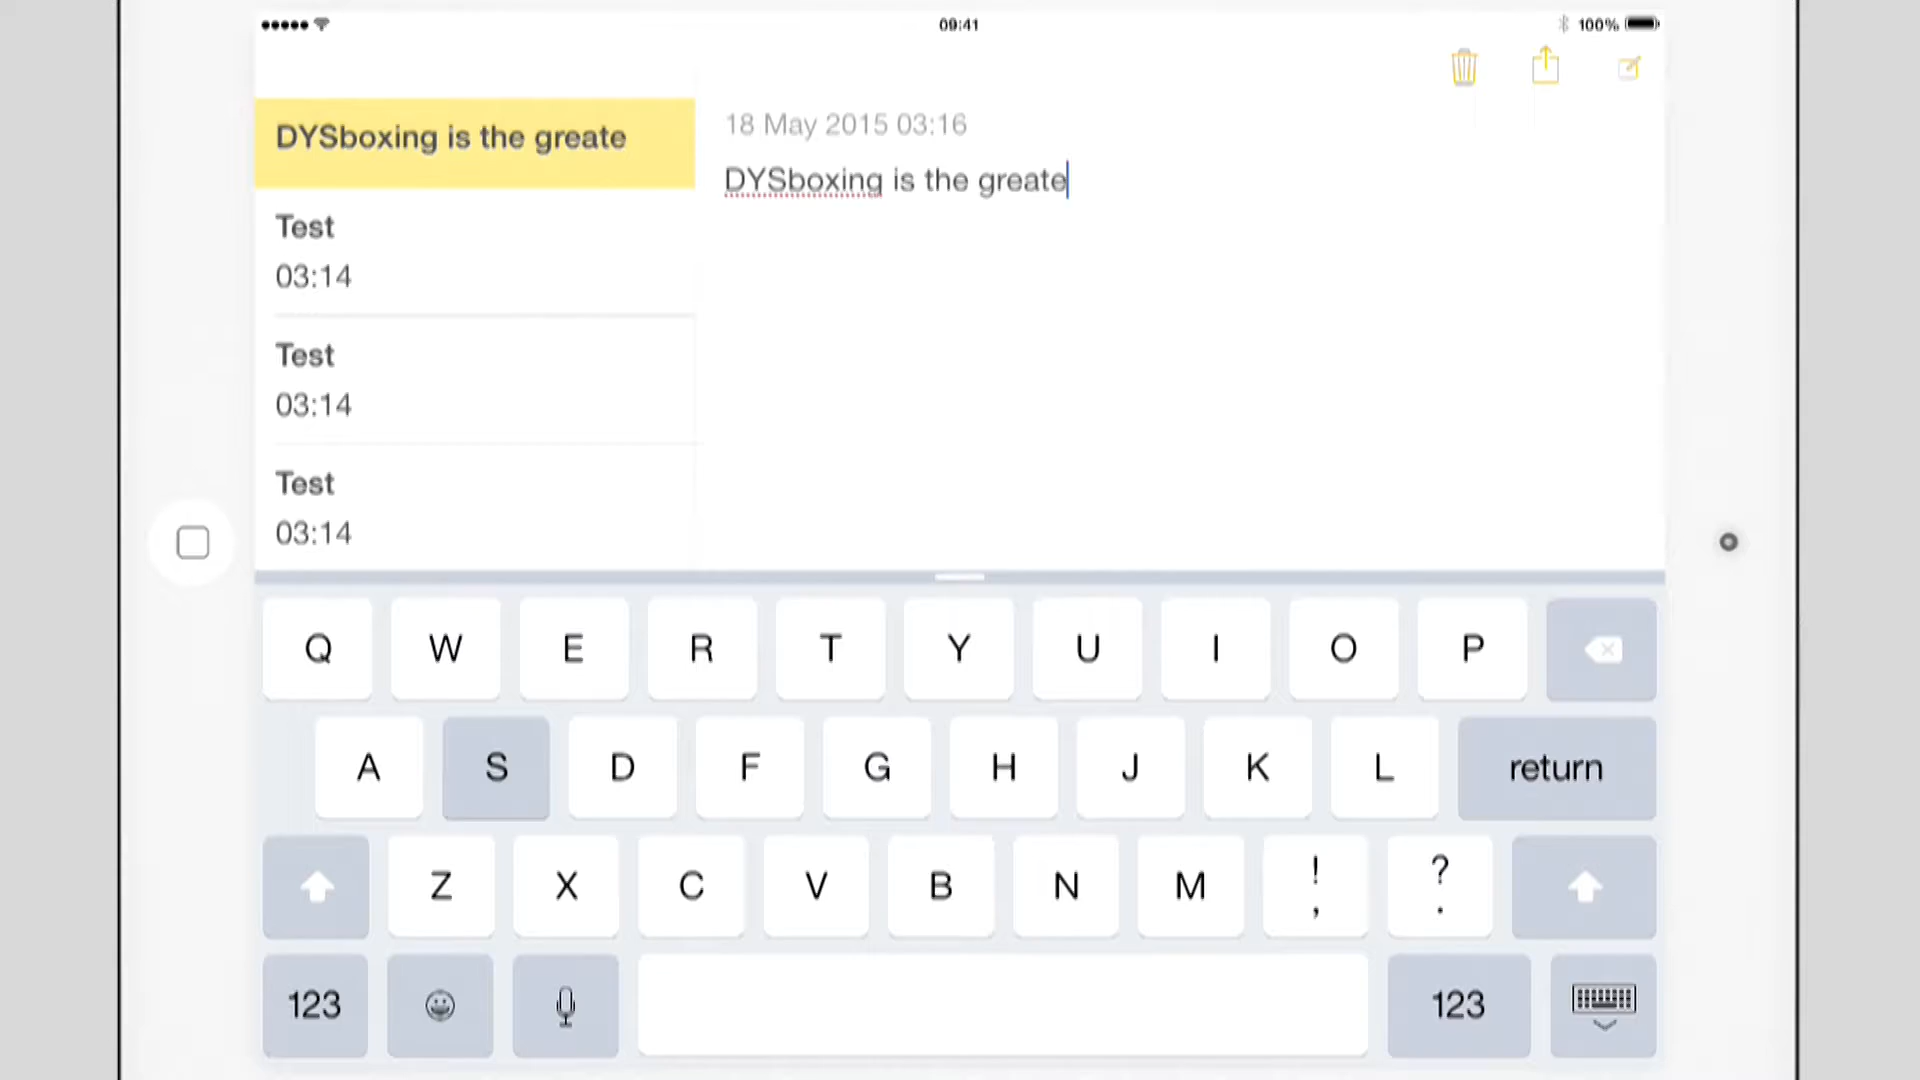 09:41
100%
DYSboxing is the greate
18 May 2015 03:16
DYSboxing is the greate
Test
03:14
Test
03:14
Test
03:14
Q W E R T Y U I O P
A S D F G H J K L return
Z X C V B N M ! , ? .
123 123